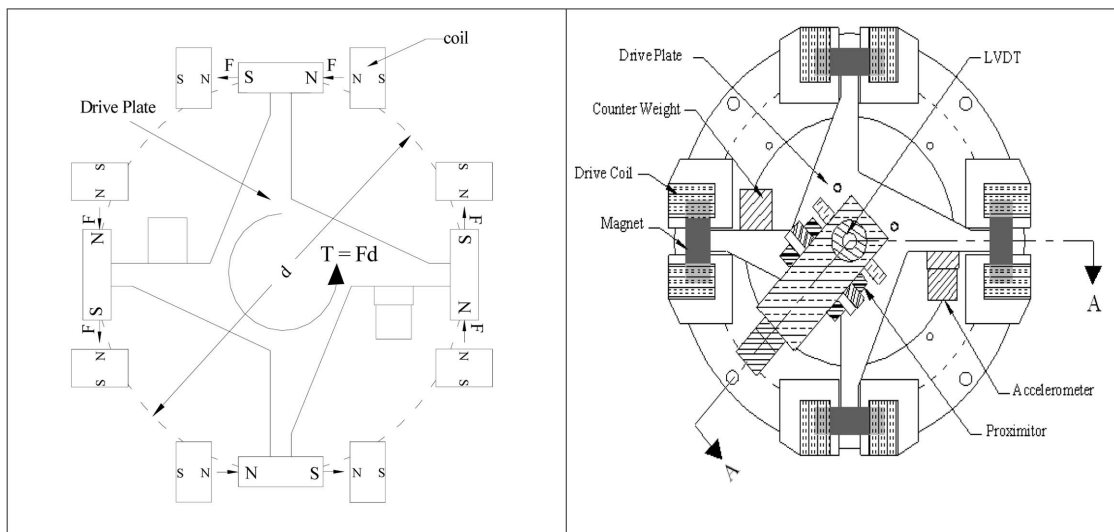 coil
F
F
S N
S
N
N S
Drive Plate
S
N
S
N
F
F
N
S
S
N
d
T = Fd
F
F
N
S
N
S
S N
N
S
N S
Drive Plate
LVDT
Counter Weight
Drive Coil
Magnet
A
Accelerometer
Proximitor
A